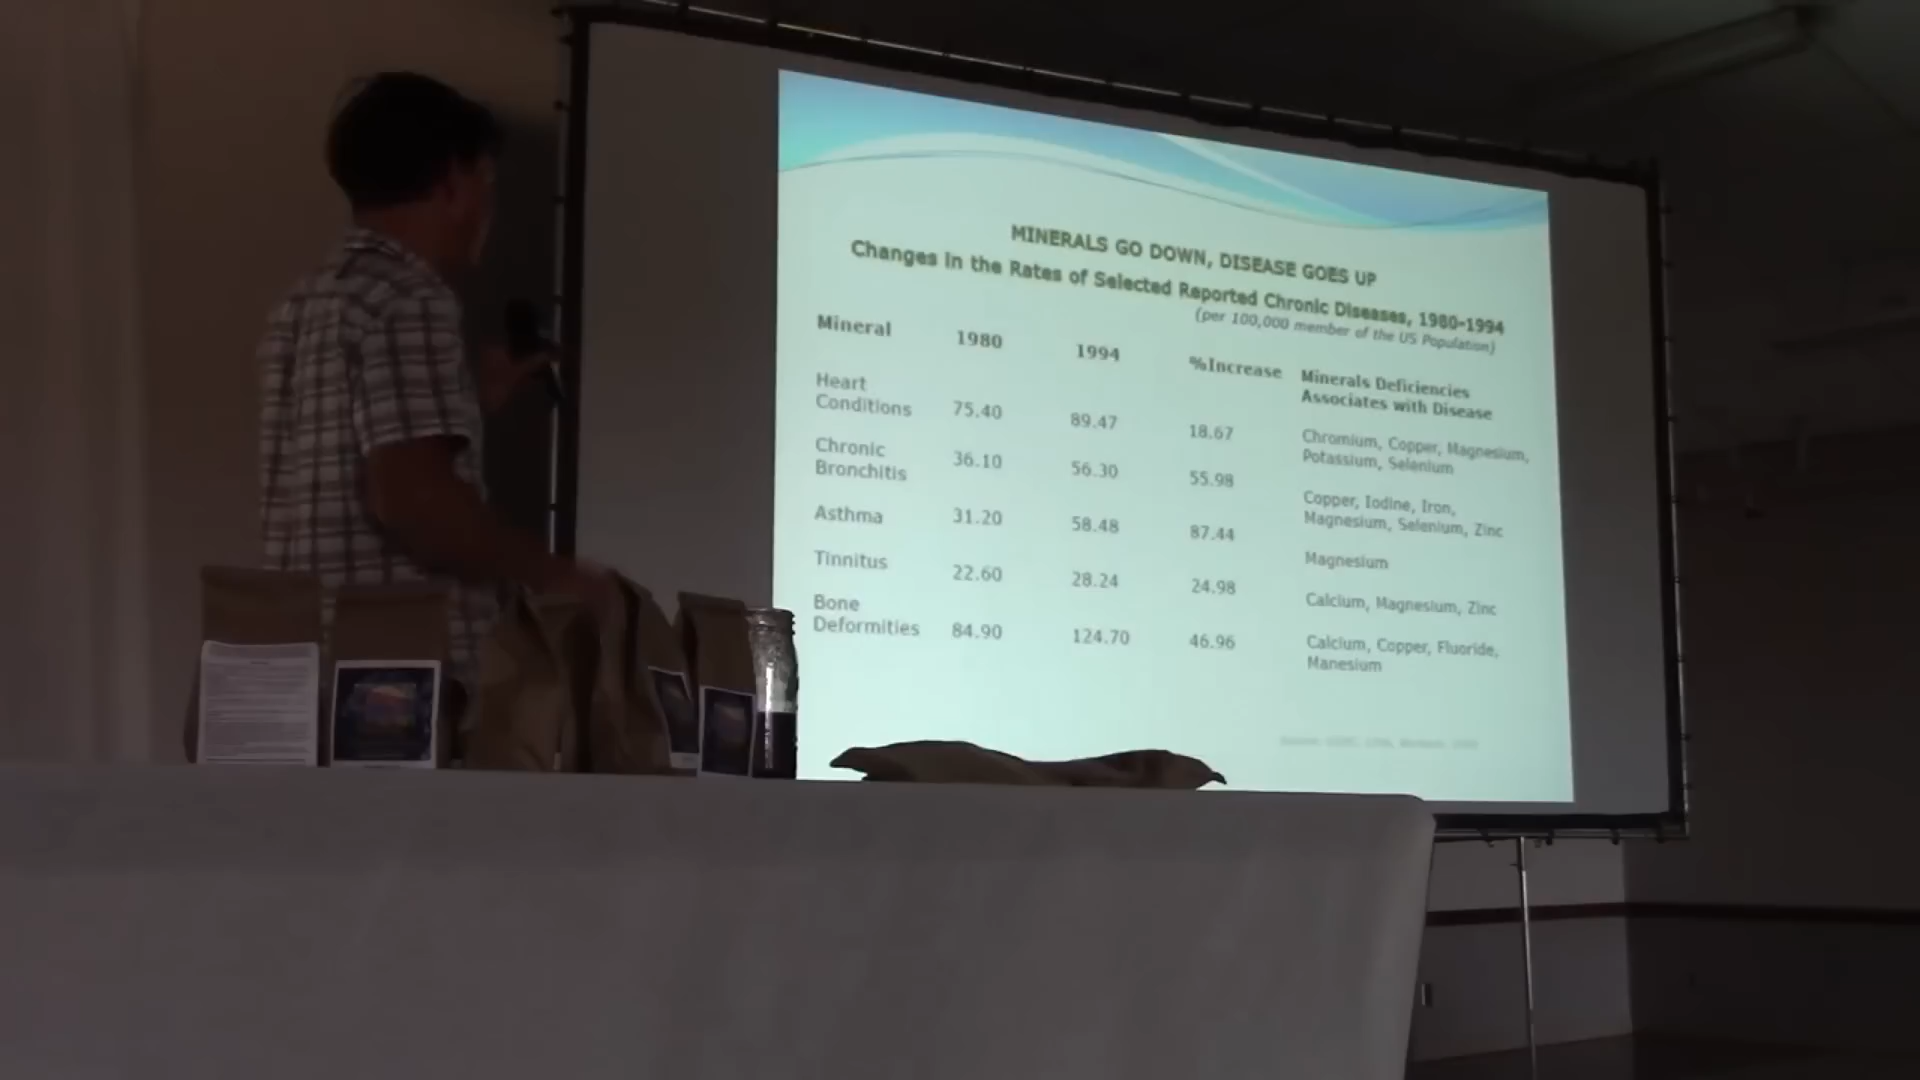 MINERALS GO DOWN, DISEASE GOES UP
Changes in the Rates of Selected Reported Chronic Diseases, 1980-1994
(per 100,000 member of the US Population)
Mineral 1980 1994 %Increase Minerals Deficiencies
Associates with Disease
Heart
Conditions 75.40 89.47 18.67 Chromium, Copper, Magnesium,
Potassium, Selenium
Chronic
Bronchitis 36.10 56.30 55.98 Copper, Iodine, Iron,
Magnesium, Selenium, Zinc
Asthma 31.20 58.48 87.44 Magnesium
Tinnitus 22.60 28.24 24.98 Calcium, Magnesium, Zinc
Bone
Deformities 84.90 124.70 46.96 Calcium, Copper, Fluoride,
Manesium